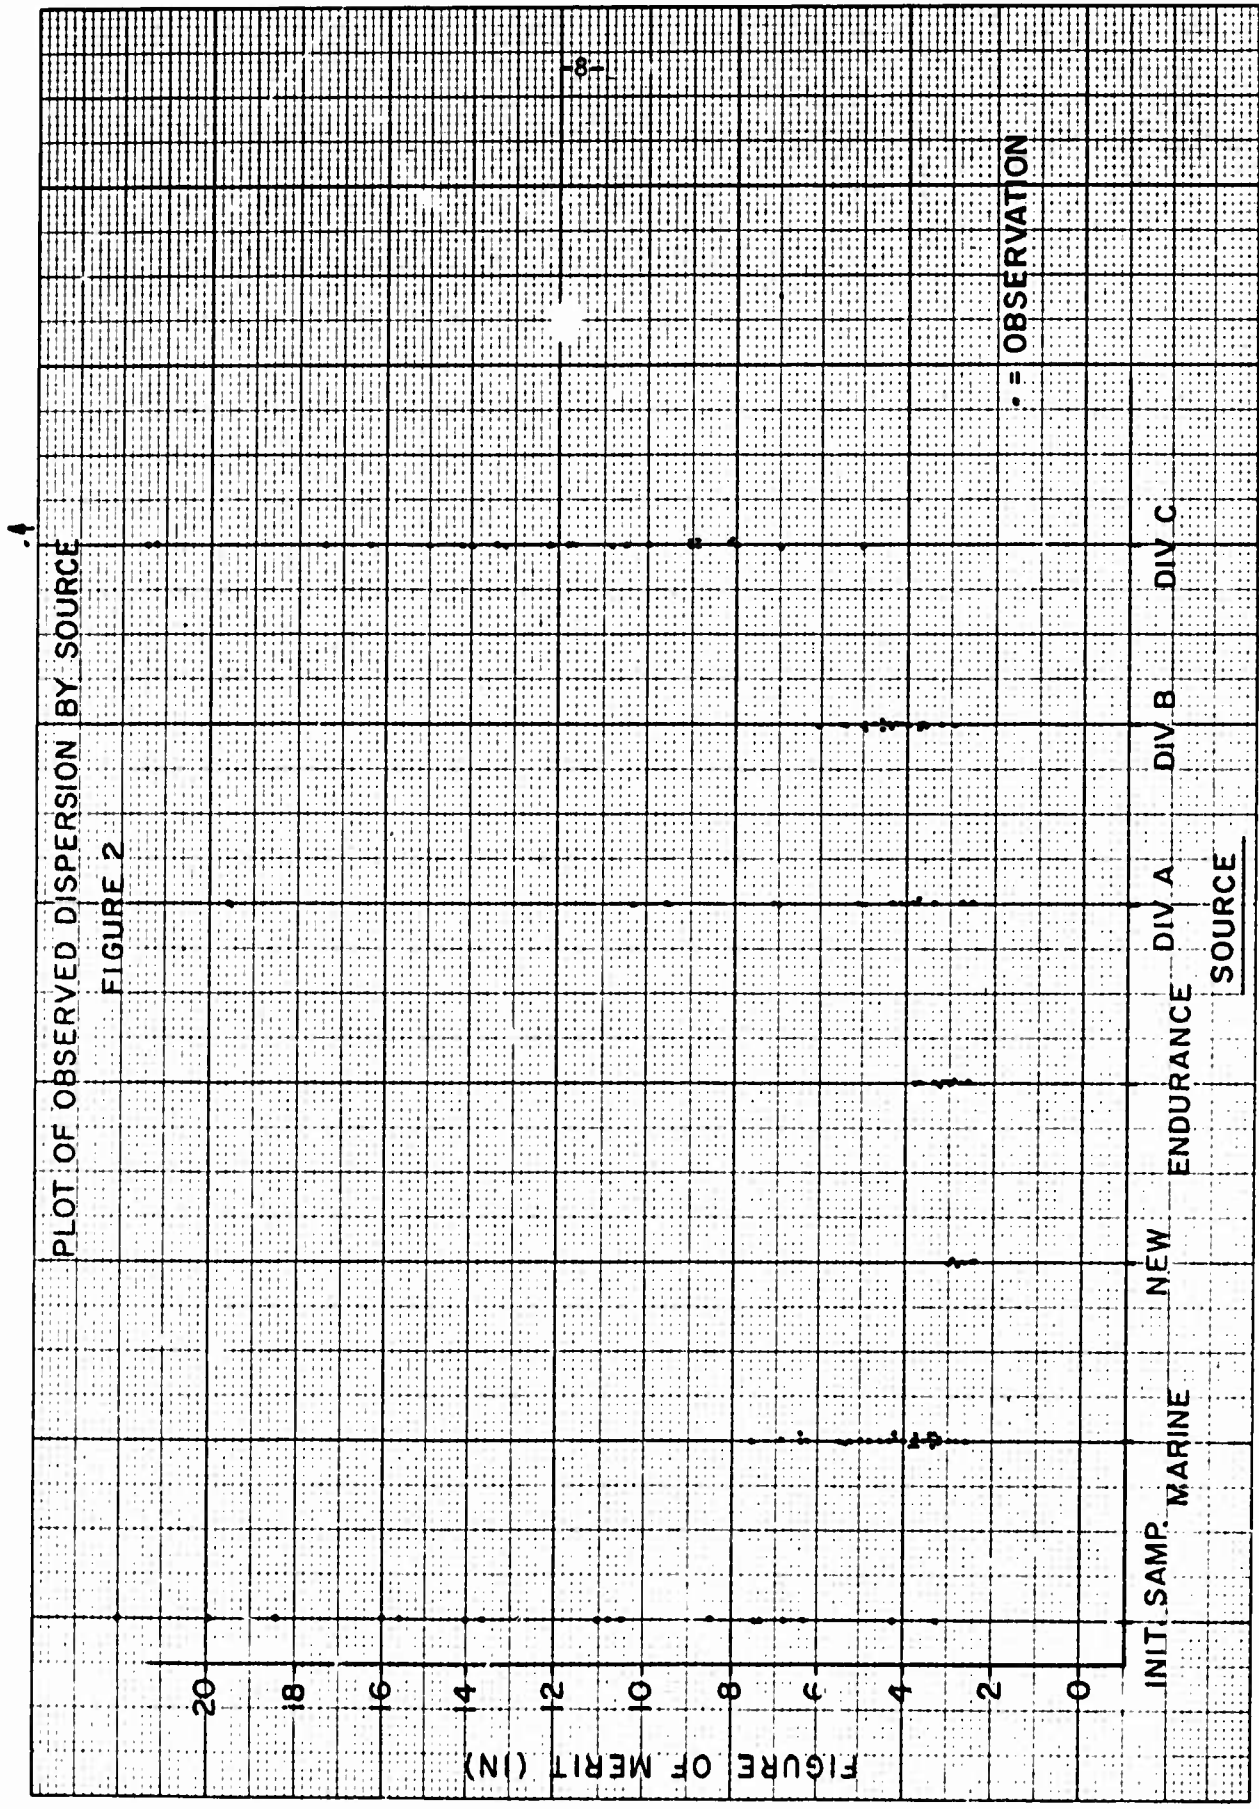 PLOT OF OBSERVED DISPERSION BY SOURCE
FIGURE 2
FIGURE OF MERIT (IN)
20
18
16
14
12
10
8
6
4
2
0
INIT. SAMP.
MARINE
NEW
ENDURANCE
DIV A
DIV B
DIV C
SOURCE
. = OBSERVATION
-8-